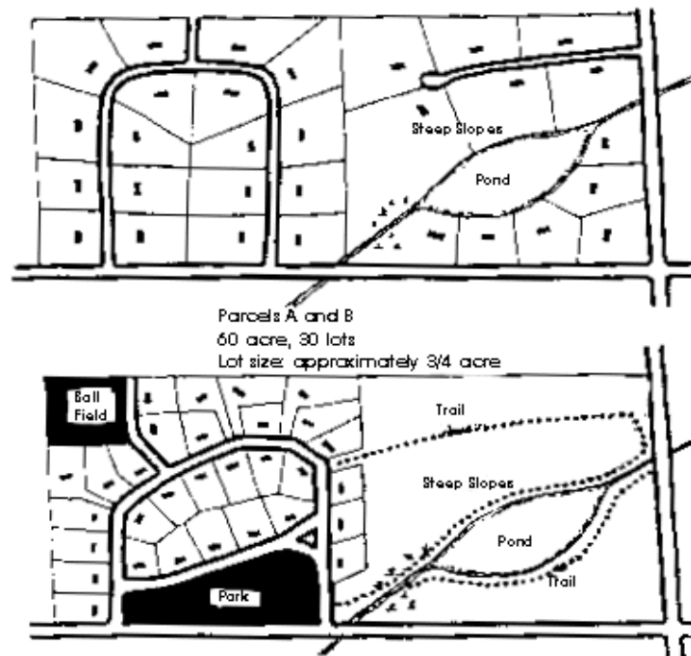 Steep Slopes
Pond
Parcels A and B
60 acre, 30 lots
Lot size: approximately 3/4 acre
Ball
Field
Trail
Steep Slopes
Pond
Trail
Park